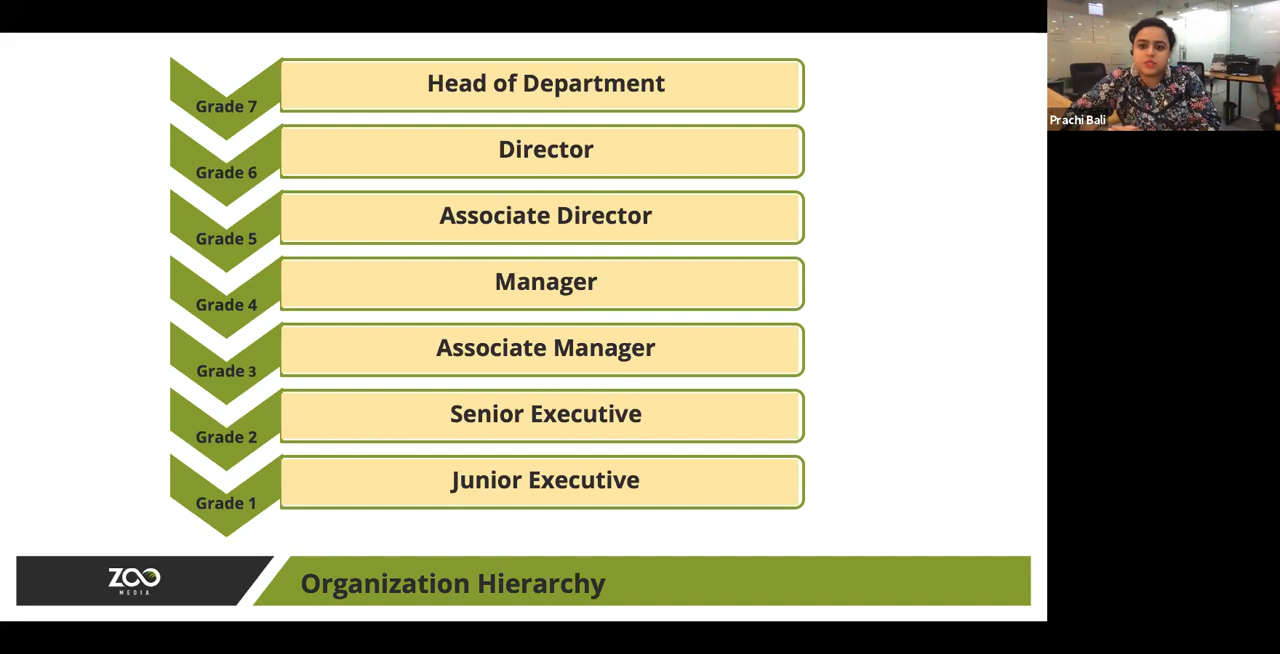 Head of Department
Grade 7
Director
Grade 6
Associate Director
Grade 5
Manager
Grade 4
Associate Manager
Grade 3
Senior Executive
Grade 2
Junior Executive
Grade 1
ZOO
MEDIA
Organization Hierarchy
Prachi Bali